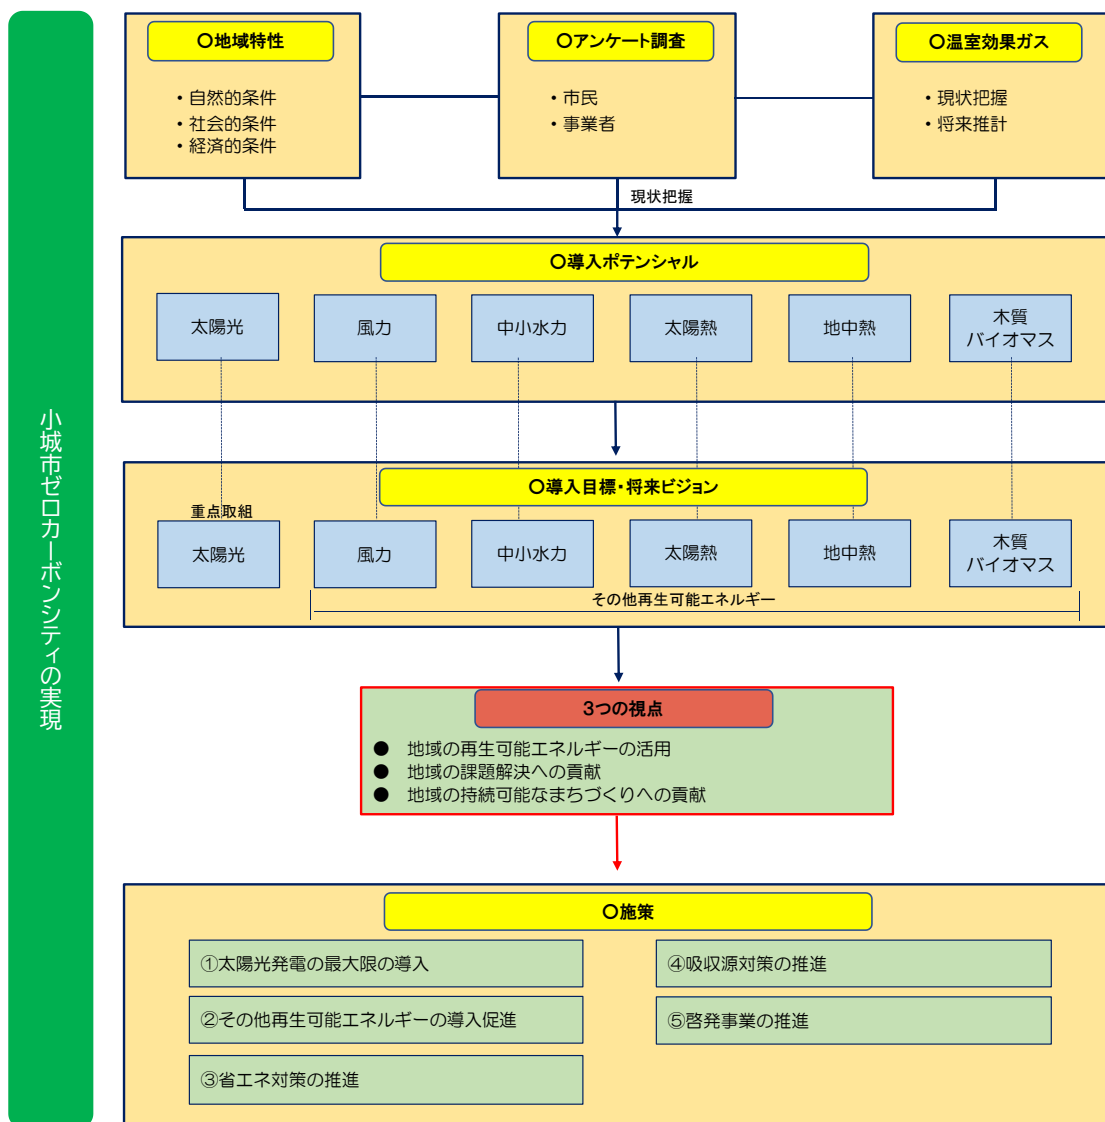 小城市ゼロカーボンシティの実現
〇地域特性
・自然的条件
・社会的条件
・経済的条件
〇アンケート調査
・市民
・事業者
〇温室効果ガス
・現状把握
・将来推計
現状把握
〇導入ポテンシャル
太陽光
風力
中小水力
太陽熱
地中熱
木質
バイオマス
〇導入目標・将来ビジョン
重点取組
太陽光
風力
中小水力
太陽熱
地中熱
木質
バイオマス
その他再生可能エネルギー
3つの視点
● 地域の再生可能エネルギーの活用
● 地域の課題解決への貢献
● 地域の持続可能なまちづくりへの貢献
〇施策
①太陽光発電の最大限の導入
②その他再生可能エネルギーの導入促進
③省エネ対策の推進
④吸収源対策の推進
⑤啓発事業の推進